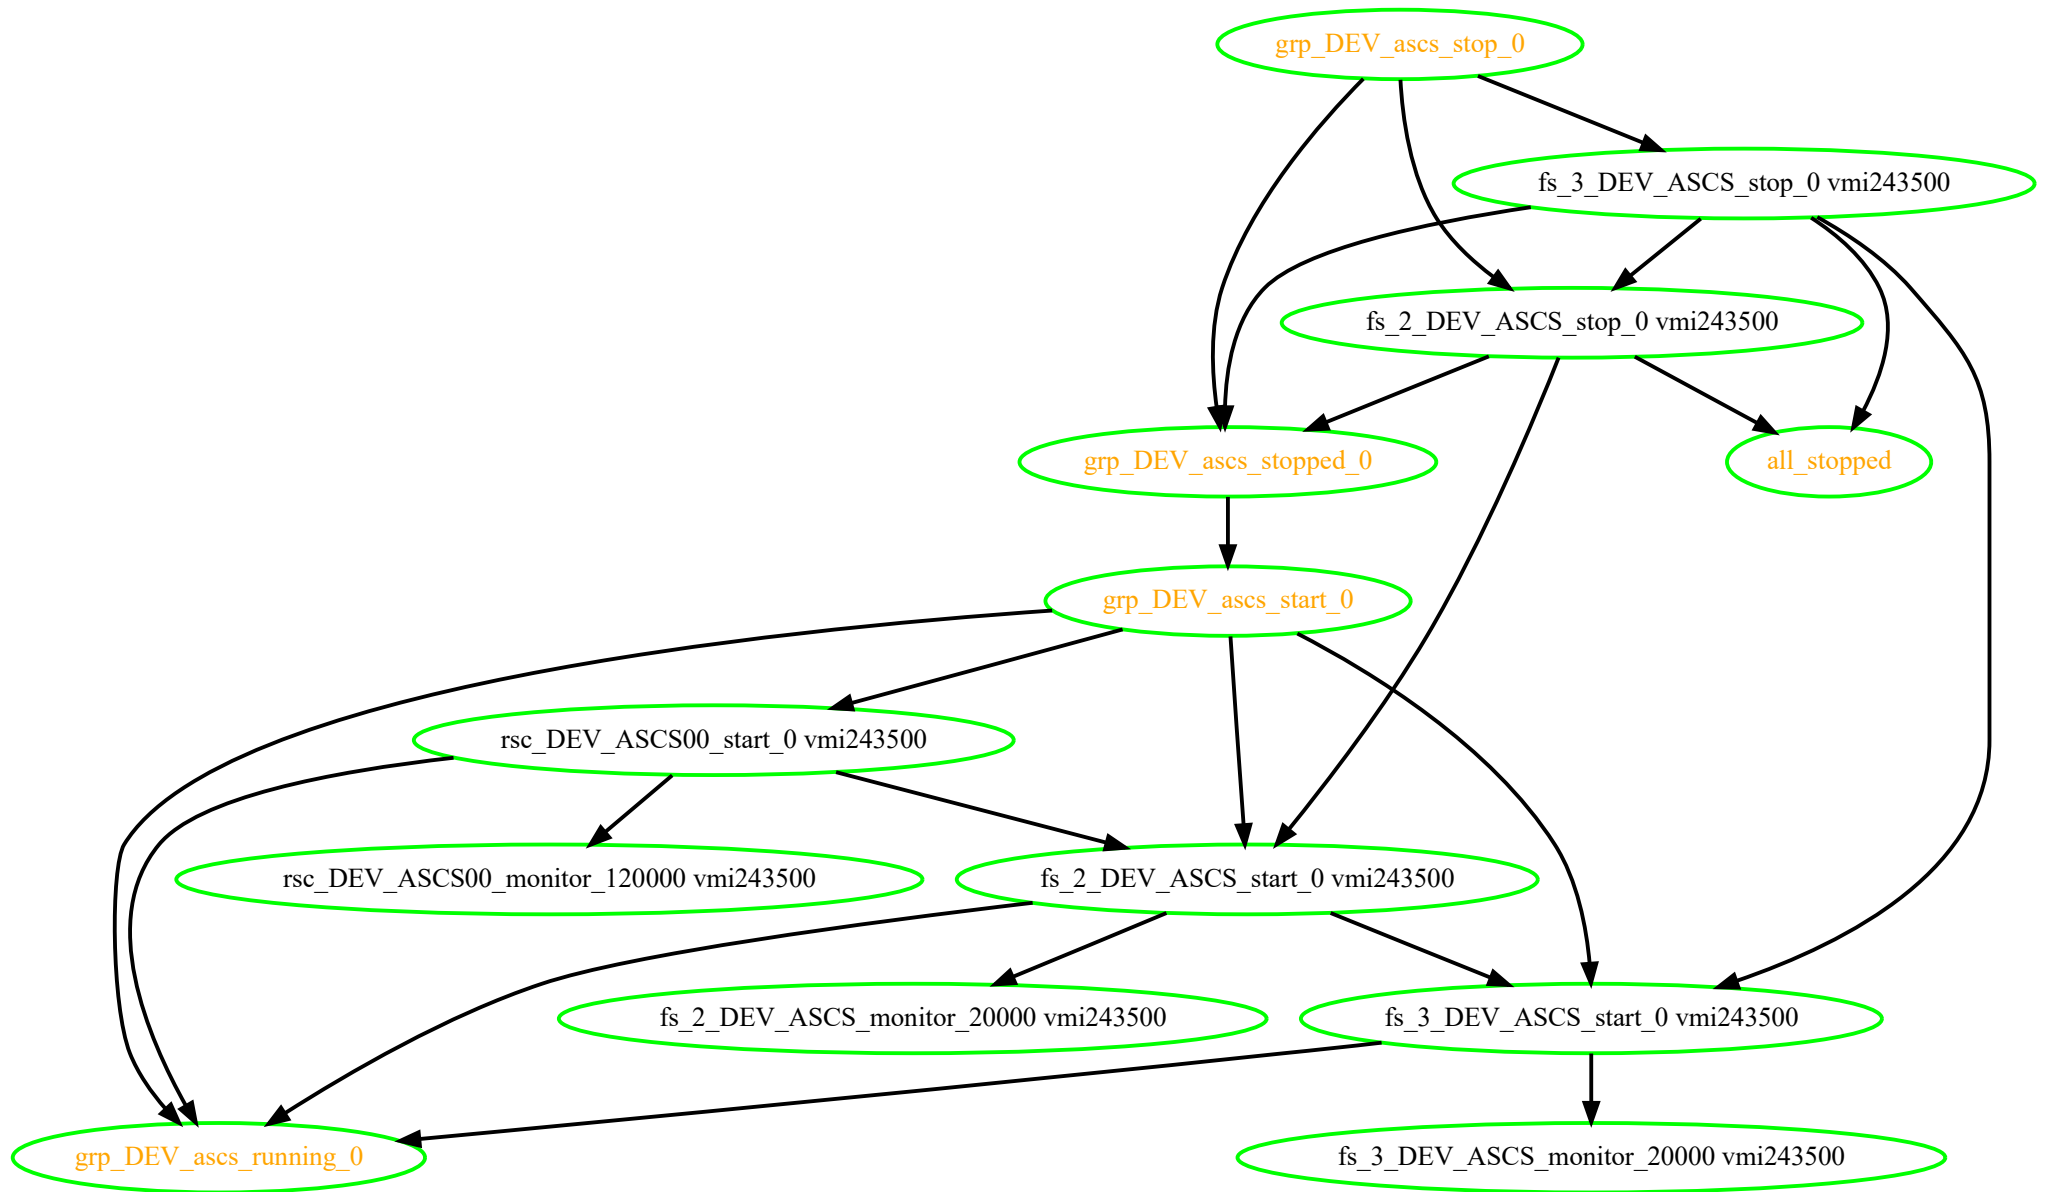 grp_DEV_ascs_stop_0
fs_3_DEV_ASCS_stop_0 vmi243500
fs_2_DEV_ASCS_stop_0 vmi243500
grp_DEV_ascs_stopped_0
all_stopped
grp_DEV_ascs_start_0
rsc_DEV_ASCS00_start_0 vmi243500
rsc_DEV_ASCS00_monitor_120000 vmi243500
fs_2_DEV_ASCS_start_0 vmi243500
fs_2_DEV_ASCS_monitor_20000 vmi243500
fs_3_DEV_ASCS_start_0 vmi243500
grp_DEV_ascs_running_0
fs_3_DEV_ASCS_monitor_20000 vmi243500